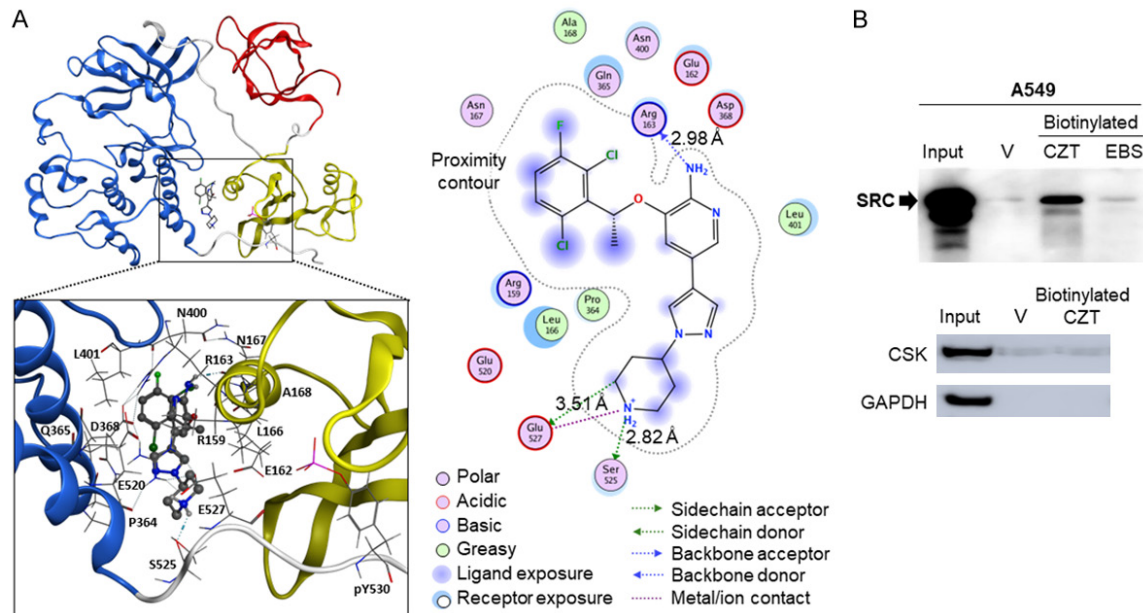 A
N400
L401
N167
R163
A168
Q365
D368
R159
L166
E520
E162
P364
E527
S525
pY530
Ala
168
Asn
400
Gln
365
Glu
162
Asn
167
Arg
163
Asp
368
2.98 Å
Proximity
contour
F
Cl
NH2
O
N
Cl
Leu
401
Arg
159
Pro
364
Leu
166
N
N
Glu
520
3.51 Å
N+
H2
2.82 Å
Glu
527
Ser
525
Polar
Acidic
Basic
Greasy
Ligand exposure
Receptor exposure
Sidechain acceptor
Sidechain donor
Backbone acceptor
Backbone donor
Metal/ion contact
B
A549
Biotinylated
Input V CZT EBS
SRC
Biotinylated
Input V CZT
CSK
GAPDH